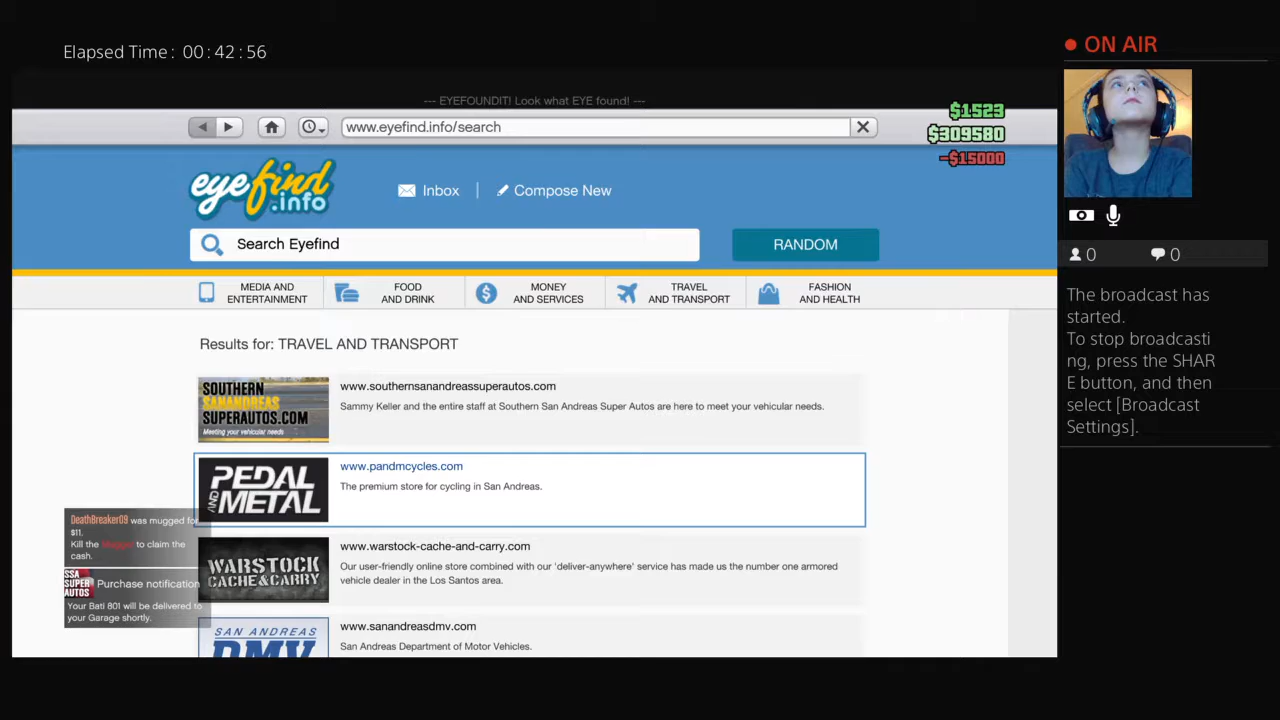 Elapsed Time: 00:42:56
ON AIR
--- EYEFOUNDIT! Look what EYE found! ---
www.eyefind.info/search
$1523
$309580
-$15000
eyefind
.info
Inbox
Compose New
Search Eyefind
RANDOM
0
0
MEDIA AND
ENTERTAINMENT
FOOD
AND DRINK
MONEY
AND SERVICES
TRAVEL
AND TRANSPORT
FASHION
AND HEALTH
The broadcast has
started.
To stop broadcasti
ng, press the SHAR
E button, and then
select [Broadcast
Settings].
Results for: TRAVEL AND TRANSPORT
SOUTHERN
SANANDREAS
SUPERAUTOS.COM
Meeting your vehicular needs
www.southernsanandreassuperautos.com
Sammy Keller and the entire staff at Southern San Andreas Super Autos are here to meet your vehicular needs.
PEDAL
AND METAL
www.pandmcycles.com
The premium store for cycling in San Andreas.
WARSTOCK
CACHE&CARRY
www.warstock-cache-and-carry.com
Our user-friendly online store combined with our 'deliver-anywhere' service has made us the number one armored
vehicle dealer in the Los Santos area.
SAN ANDREAS
DMV
www.sanandreasdmv.com
San Andreas Department of Motor Vehicles.
DeathBreaker09 was mugged for
$11.
Kill the Mugger to claim the
cash.
SSA
SUPER
AUTOS
Purchase notification
Your Bati 801 will be delivered to
your Garage shortly.